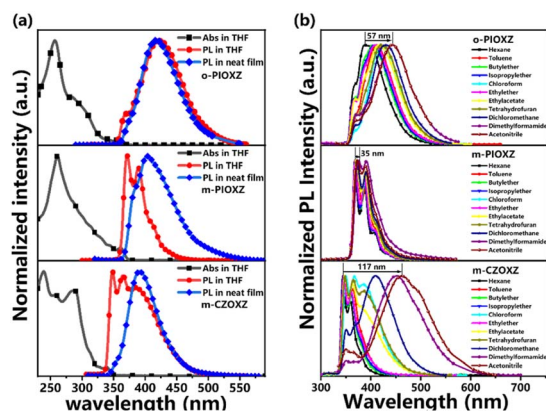 (a)
Abs in THF
PL in THF
PL in neat film
o-PIOXZ
Abs in THF
PL in THF
PL in neat film
m-PIOXZ
Abs in THF
PL in THF
PL in neat film
m-CZOXZ
Normalized intensity (a.u.)
250 300 350 400 450 500 550
wavelength (nm)
(b)
57 nm
o-PIOXZ
Hexane
Toluene
Butylether
Isopropylether
Chloroform
Ethylether
Ethylacetate
Tetrahydrofuran
Dichloromethane
Dimethylformamide
Acetonitrile
35 nm
m-PIOXZ
Hexane
Toluene
Butylether
Isopropylether
Chloroform
Ethylether
Ethylacetate
Tetrahydrofuran
Dichloromethane
Dimethylformamide
Acetonitrile
117 nm
m-CZOXZ
Hexane
Toluene
Butylether
Isopropylether
Chloroform
Ethylether
Ethylacetate
Tetrahydrofuran
Dichloromethane
Dimethylformamide
Acetonitrile
Normalized PL Intensity (a.u.)
300 400 500 600 700
wavelength (nm)